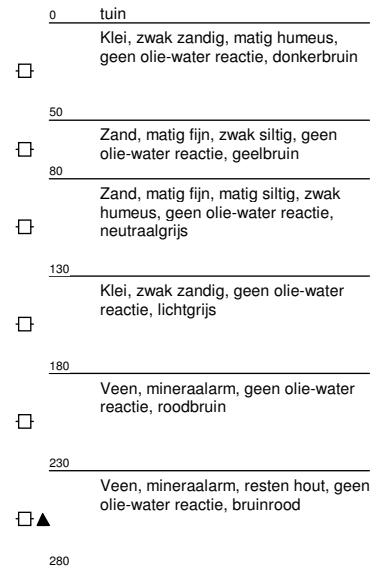 0 tuin
Klei, zwak zandig, matig humeus,
geen olie-water reactie, donkerbruin
50
Zand, matig fijn, zwak siltig, geen
olie-water reactie, geelbruin
80
Zand, matig fijn, matig siltig, zwak
humeus, geen olie-water reactie,
neutraalgrijs
130
Klei, zwak zandig, geen olie-water
reactie, lichtgrijs
180
Veen, mineraalarm, geen olie-water
reactie, roodbruin
230
Veen, mineraalarm, resten hout, geen
olie-water reactie, bruinrood
280